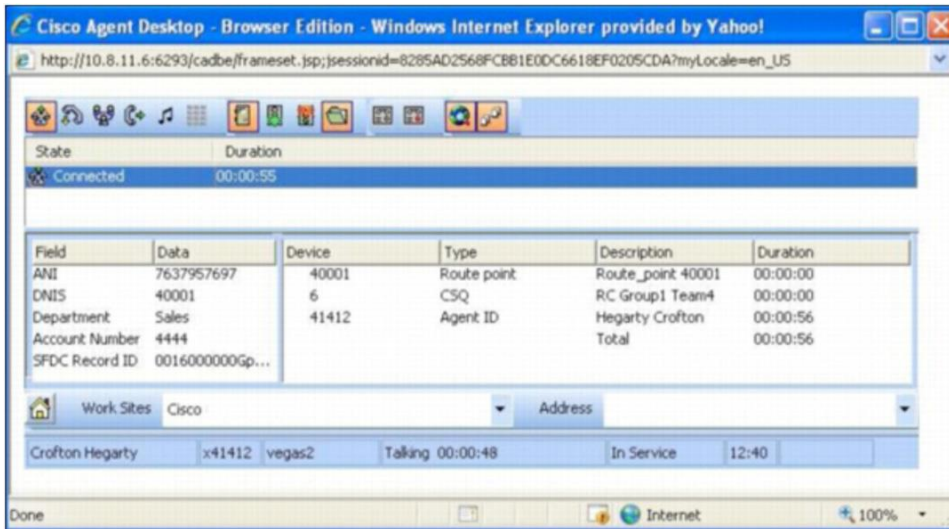 Cisco Agent Desktop - Browser Edition - Windows Internet Explorer provided by Yahoo!
http://10.8.11.6:6293/cadbe/frameset.jsp;jsessionid=8285AD2568FCBB1E0DC6618EF0205CDA?myLocale=en_US
State Duration
Connected 00:00:55
Field Data Device Type Description Duration
ANI 7637957697 40001 Route point Route_point 40001 00:00:00
DNIS 40001 6 CSQ RC Group1 Team4 00:00:00
Department Sales 41412 Agent ID Hegarty Crofton 00:00:56
Account Number 4444 Total 00:00:56
SFDC Record ID 0016000000Gp...
Work Sites Cisco Address
Crofton Hegarty x41412 vegas2 Talking 00:00:48 In Service 12:40
Done Internet 100%